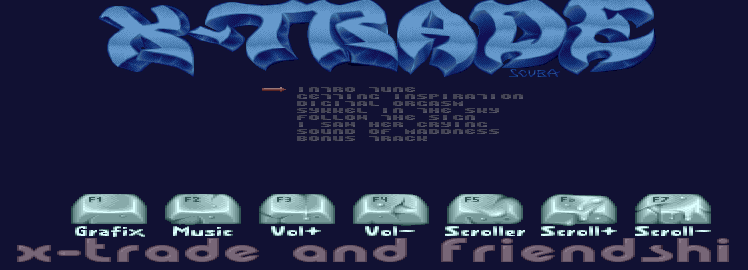 X-TRADE
SCUBA
INTRO TUNE
GETTING INSPIRATION
DIGITAL ORGASM
SYKKEL IN THE SKY
FOLLOW THE SIGN
I SAW HER CRYING
SOUND OF MADDNESS
BONUS TRACK
F1 F2 F3 F4 F5 F6 F7
Grafix Music Vol+ Vol- Scroller Scroll+ Scroll-
x-trade and friendshi